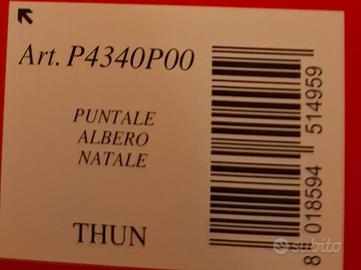 Art. P4340P00
PUNTALE
ALBERO
NATALE
THUN
8 018594 514959
subito